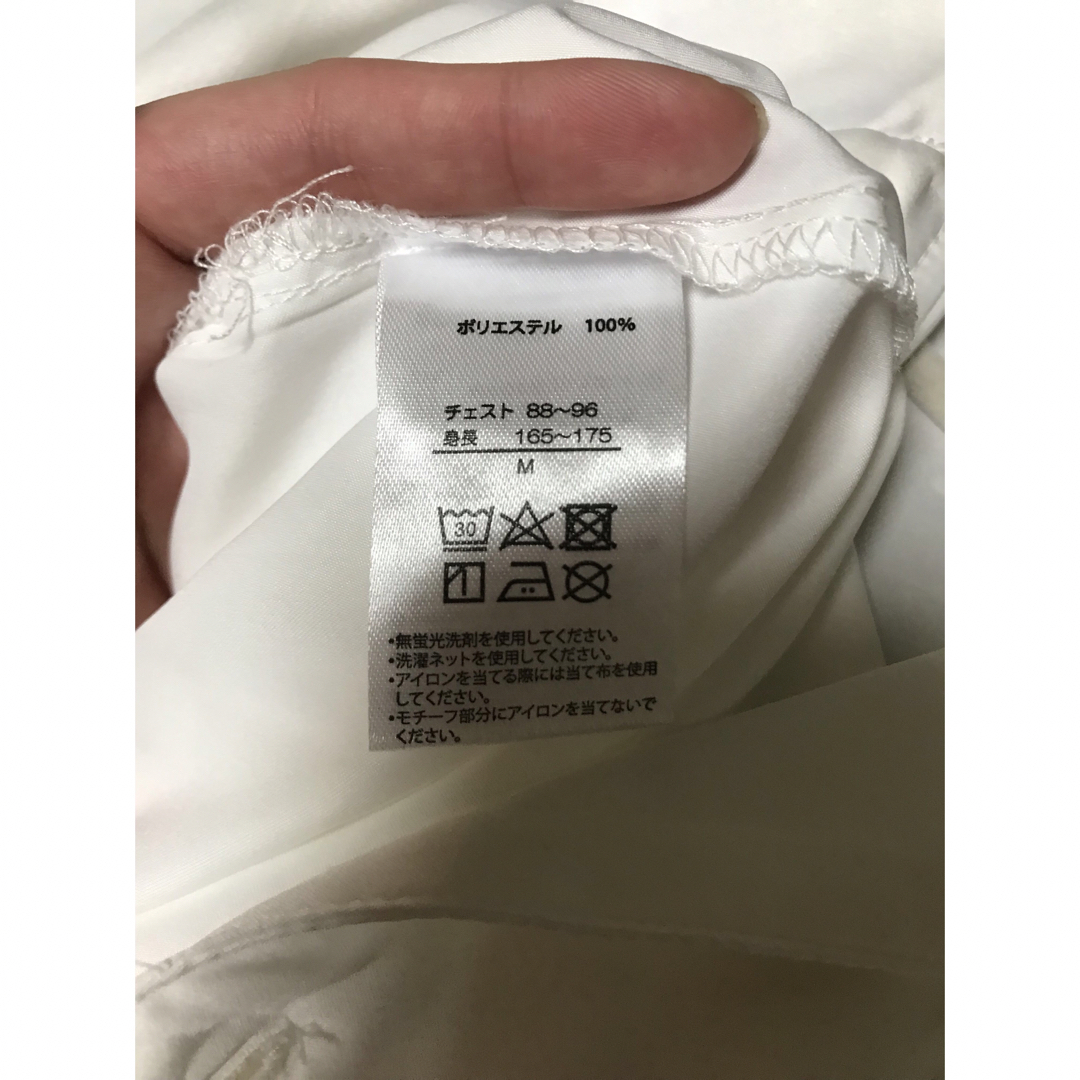 ポリエステル 100%
チェスト 88~96
身長 165~175
M
30
・無蛍光洗剤を使用してください。
・洗濯ネットを使用してください。
・アイロンを当てる際には当て布を使用
してください。
・モチーフ部分にアイロンを当てないで
ください。